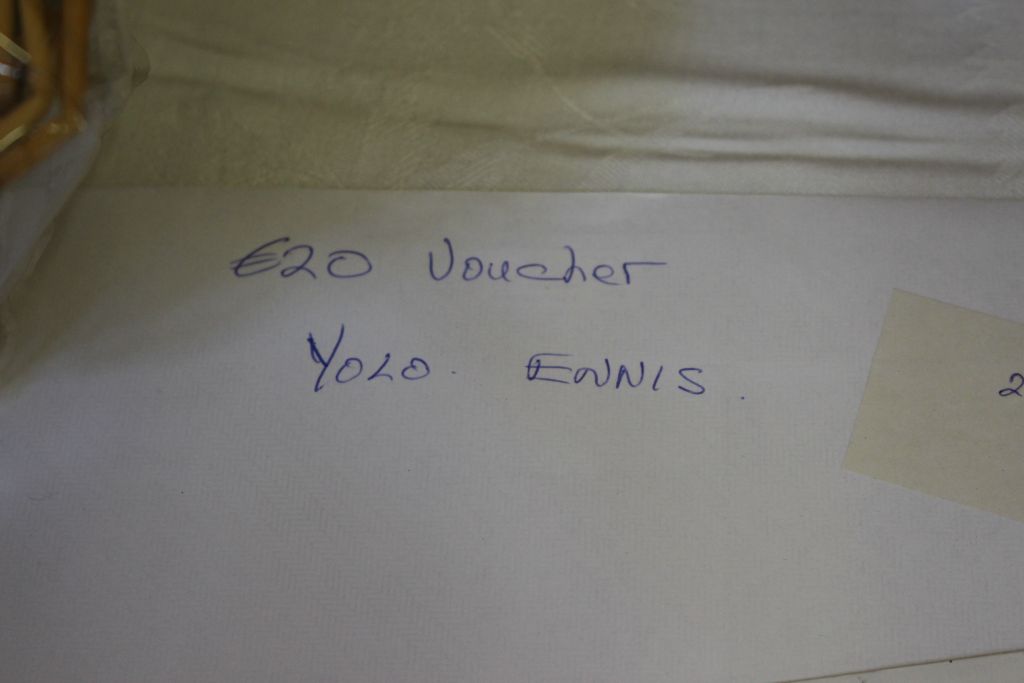 €20 Voucher
YOLO. ENNIS.
2